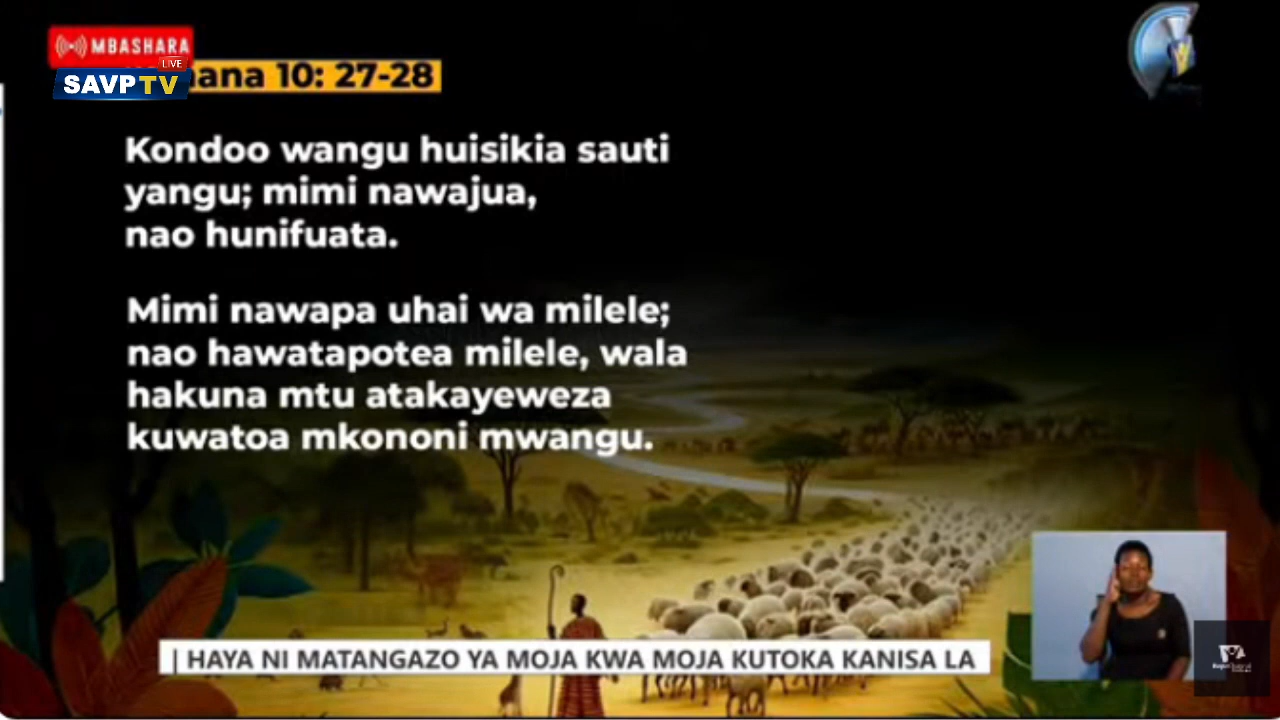 MBASHARA
LIVE
SAVPTV
ana 10: 27-28
Kondoo wangu huisikia sauti
yangu; mimi nawajua,
nao hunifuata.
Mimi nawapa uhai wa milele;
nao hawatapotea milele, wala
hakuna mtu atakayeweza
kuwatoa mkononi mwangu.
| HAYA NI MATANGAZO YA MOJA KWA MOJA KUTOKA KANISA LA